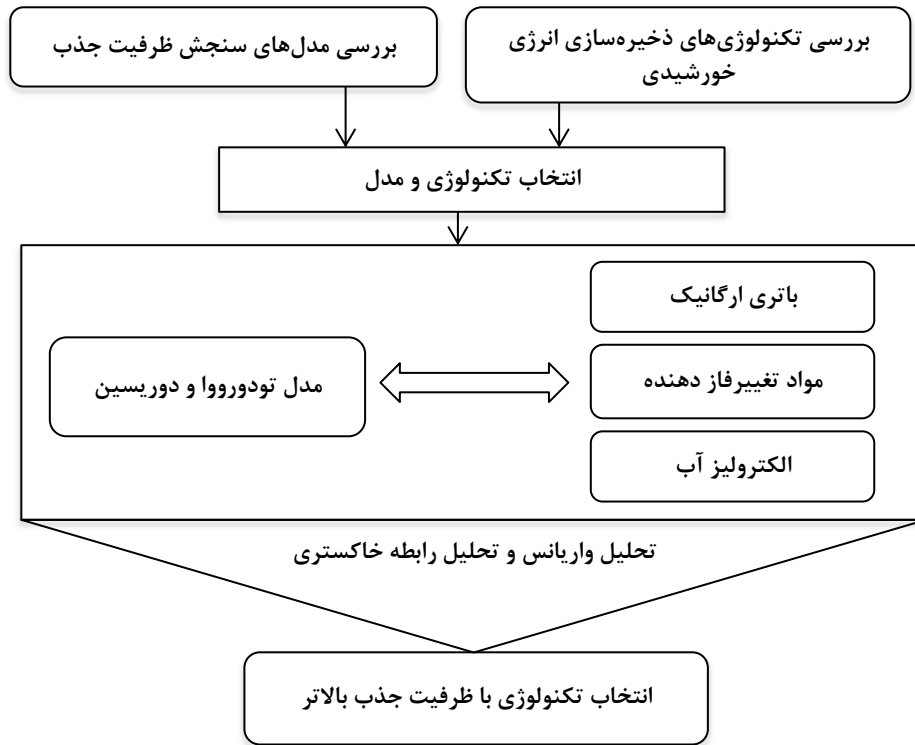 بررسی تکنولوژی‌های ذخیره‌سازی انرژی
خورشیدی
بررسی مدل‌های سنجش ظرفیت جذب
انتخاب تکنولوژی و مدل
باتری ارگانیک
مواد تغییرفاز دهنده
الکترولیز آب
مدل تودورووا و دوریسین
تحلیل واریانس و تحلیل رابطه خاکستری
انتخاب تکنولوژی با ظرفیت جذب بالاتر